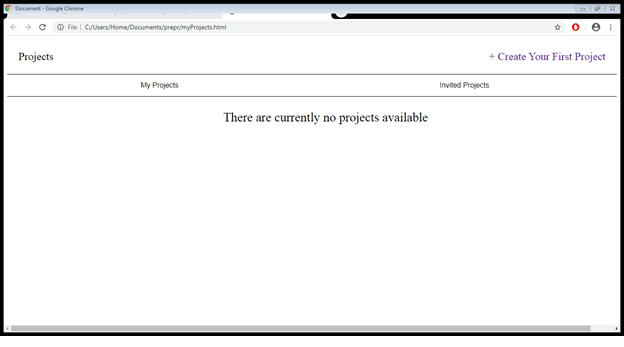 Document - Google Chrome
File | C:/Users/Home/Documents/prepr/myProjects.html
Projects
+ Create Your First Project
My Projects
Invited Projects
There are currently no projects available